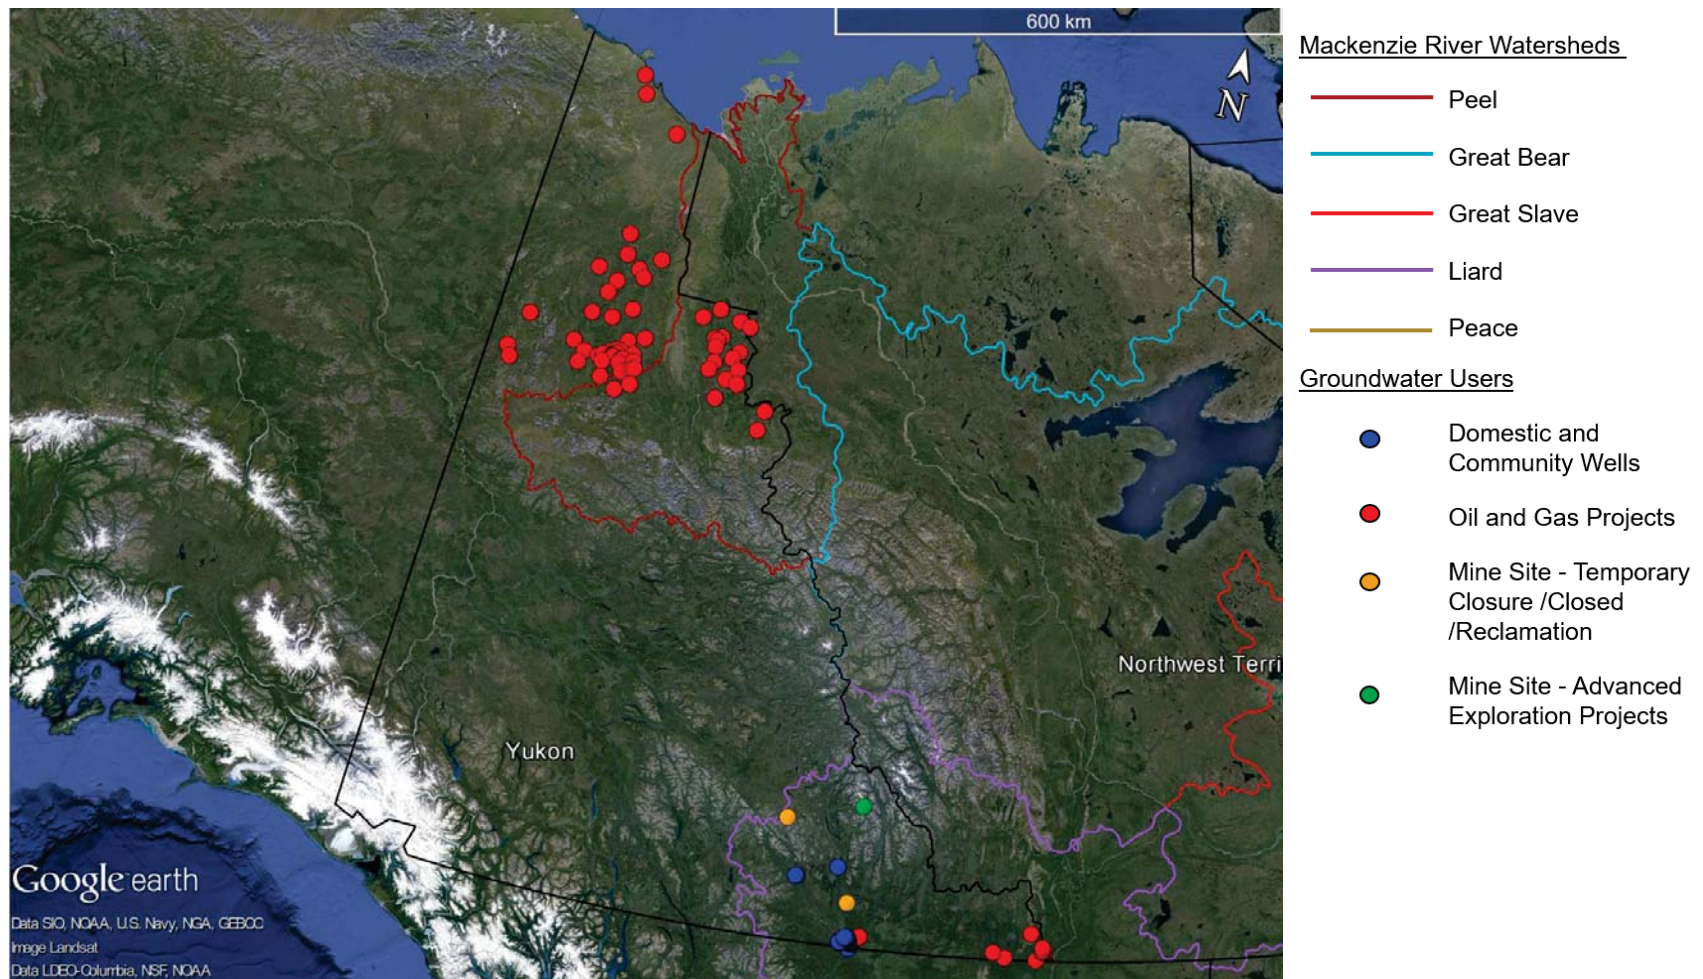 600 km
N
Northwest Terri
Yukon
Google earth
Data SIO, NOAA, U.S. Navy, NGA, GEBCO
Image Landsat
Data LDEO-Columbia, NSF, NOAA
Mackenzie River Watersheds
Peel
Great Bear
Great Slave
Liard
Peace
Groundwater Users
Domestic and
Community Wells
Oil and Gas Projects
Mine Site - Temporary
Closure /Closed
/Reclamation
Mine Site - Advanced
Exploration Projects